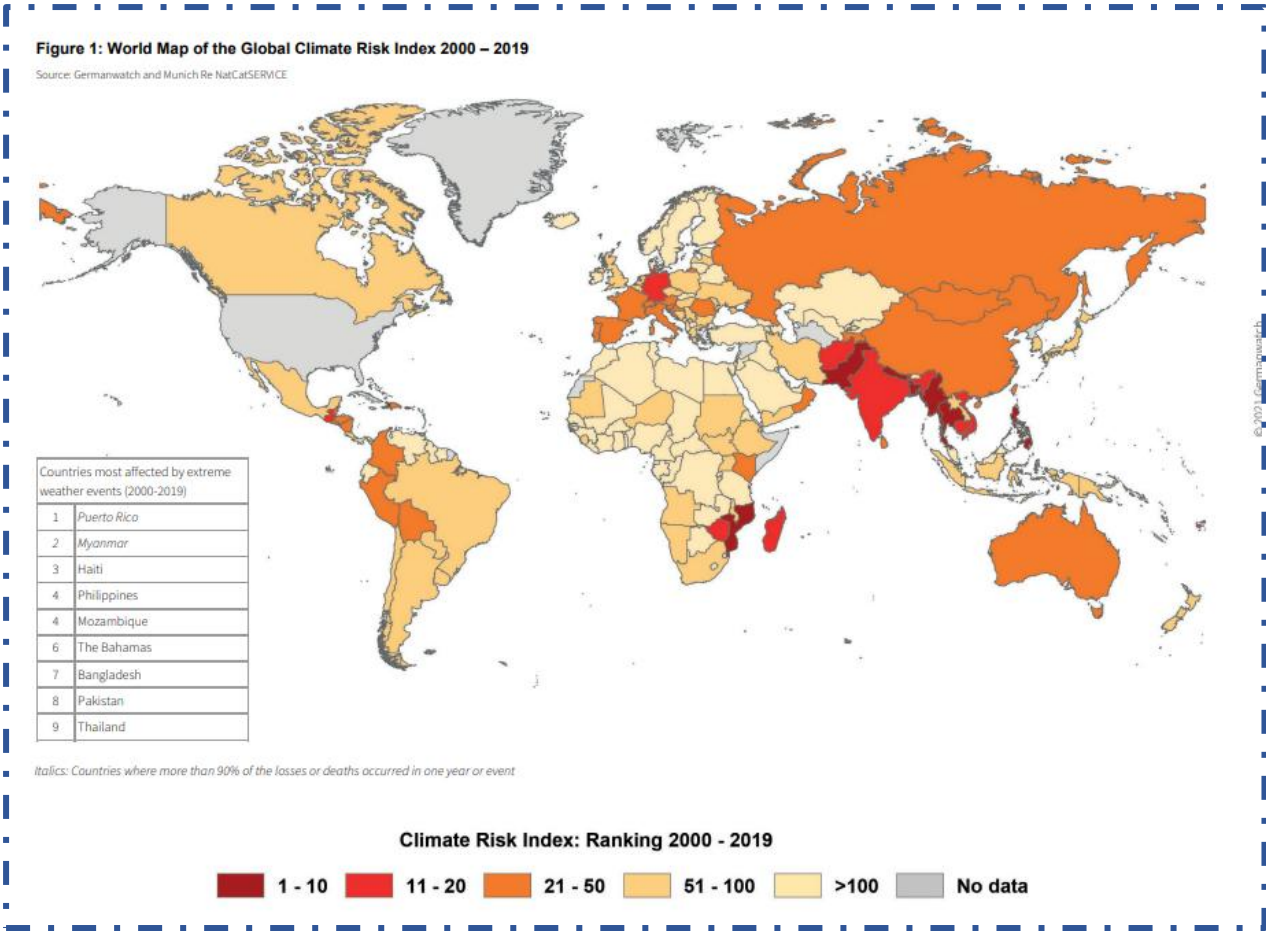 Figure 1: World Map of the Global Climate Risk Index 2000 – 2019
Source: Germanwatch and Munich Re NatCatSERVICE
© 2021 Germanwatch
Countries most affected by extreme
weather events (2000-2019)
1 Puerto Rico
2 Myanmar
3 Haiti
4 Philippines
4 Mozambique
6 The Bahamas
7 Bangladesh
8 Pakistan
9 Thailand
Italics: Countries where more than 90% of the losses or deaths occurred in one year or event
Climate Risk Index: Ranking 2000 - 2019
1 - 10 11 - 20 21 - 50 51 - 100 >100 No data